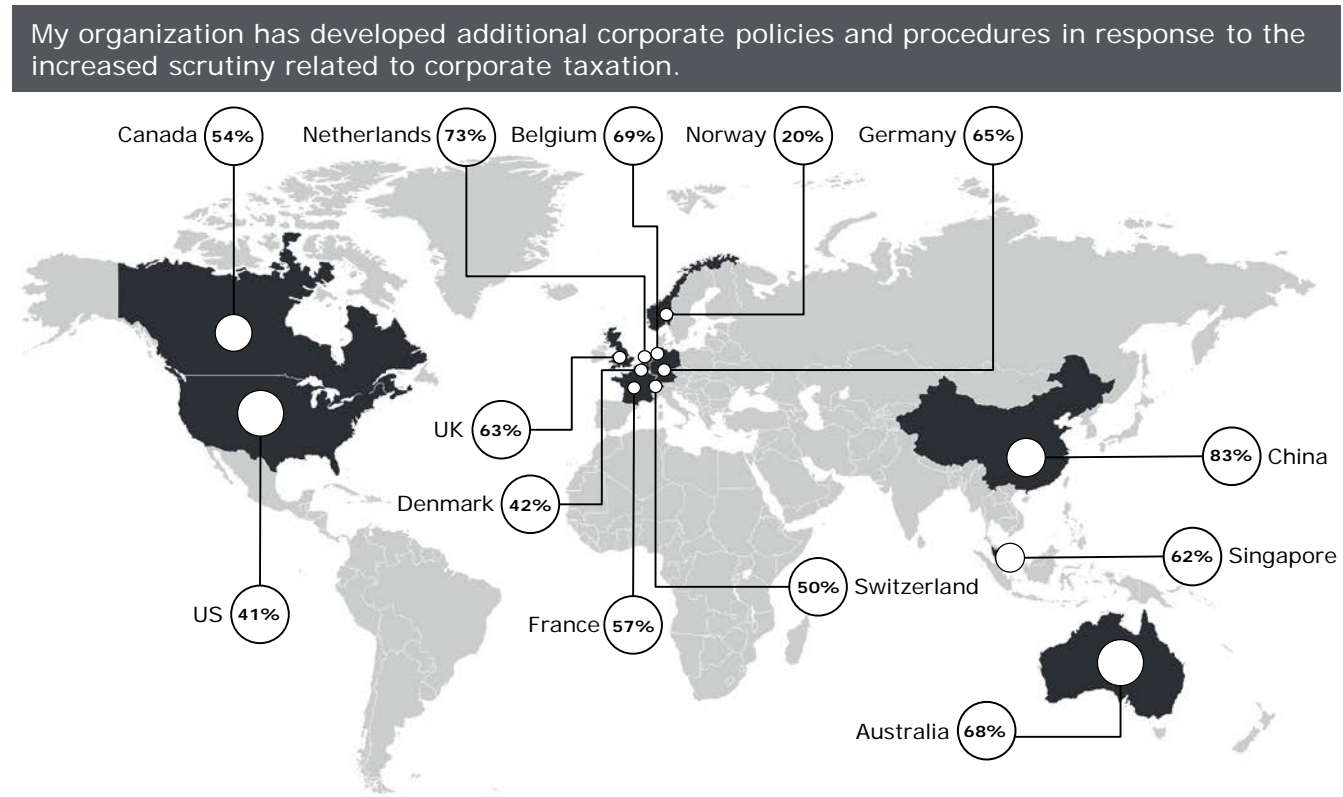 My organization has developed additional corporate policies and procedures in response to the
increased scrutiny related to corporate taxation.
Canada 54%
Netherlands 73%
Belgium 69%
Norway 20%
Germany 65%
UK 63%
83% China
Denmark 42%
62% Singapore
50% Switzerland
US 41%
France 57%
Australia 68%